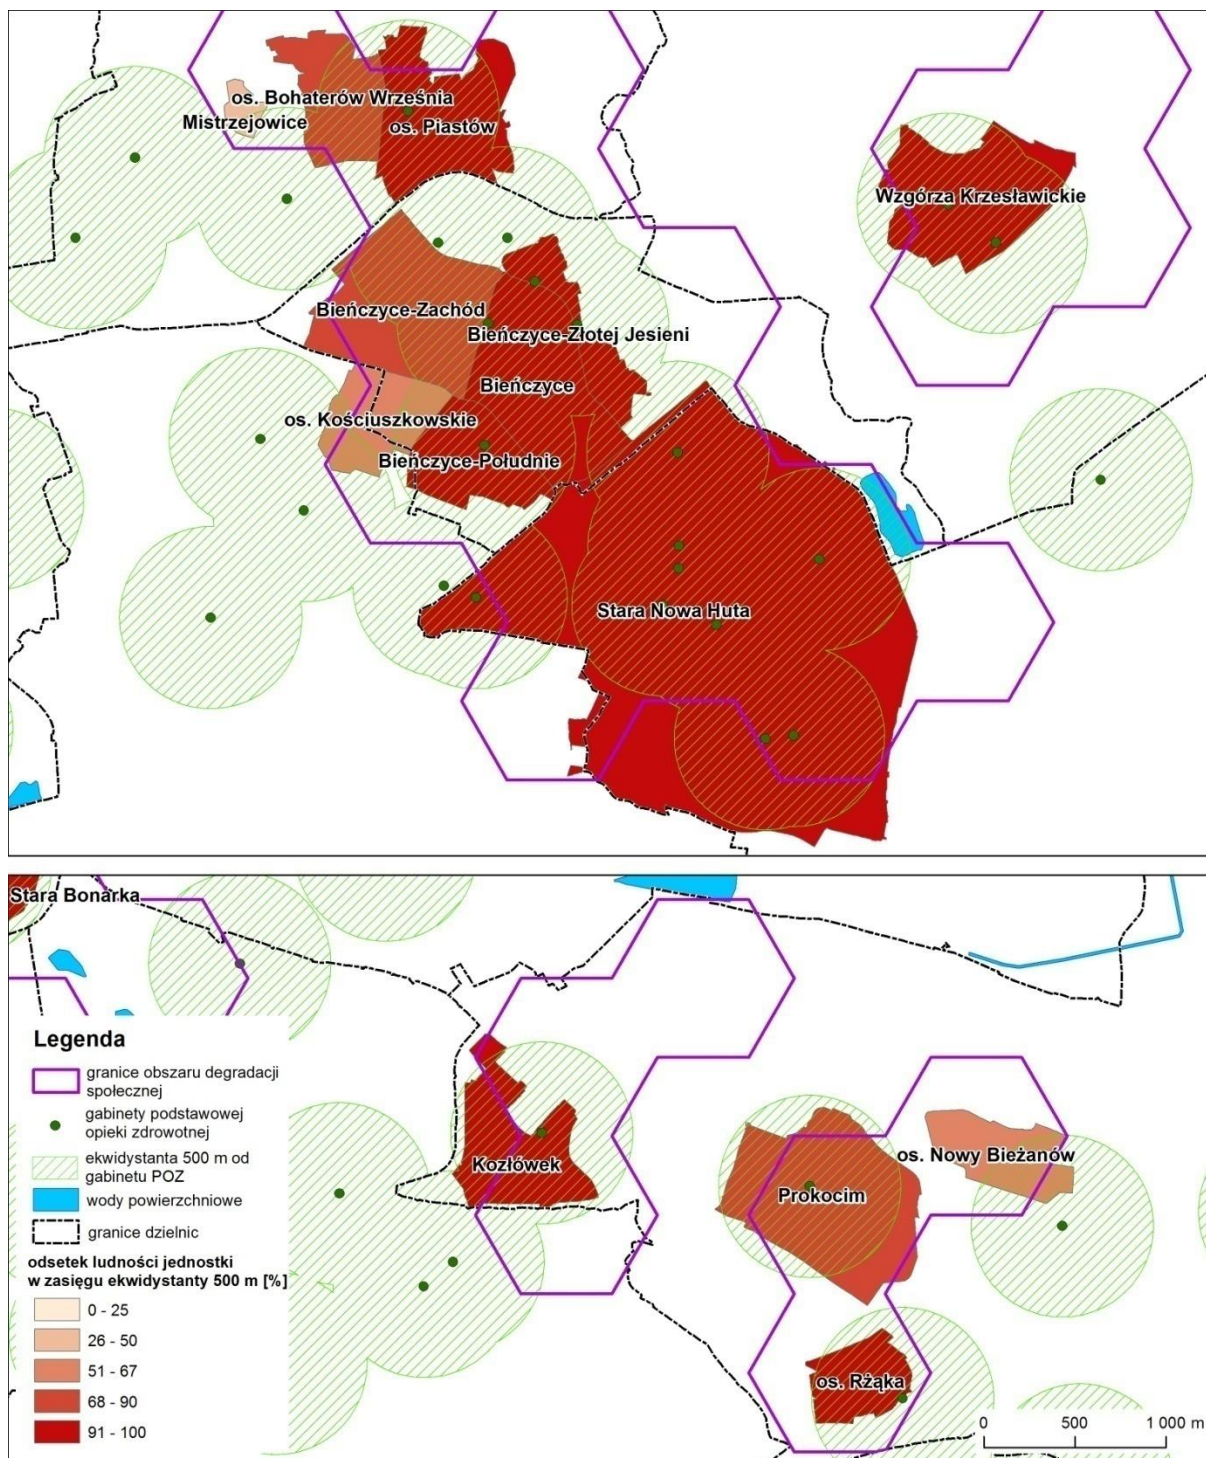 os. Bohaterów Września
Mistrzejowice
os. Piastów
Wzgórza Krzesławickie
Bieńczyce-Zachód
Bieńczyce-Złotej Jesieni
Bieńczyce
os. Kościuszkowskie
Bieńczyce-Południe
Stara Nowa Huta
Stara Bonarka
Kozłówek
Prokocim
os. Nowy Bieżanów
os. Rżąka
Legenda
granice obszaru degradacji
społecznej
gabinety podstawowej
opieki zdrowotnej
ekwidystanta 500 m od
gabinetu POZ
wody powierzchniowe
granice dzielnic
odsetek ludności jednostki
w zasięgu ekwidystanty 500 m [%]
0 - 25
26 - 50
51 - 67
68 - 90
91 - 100
0 500 1 000 m